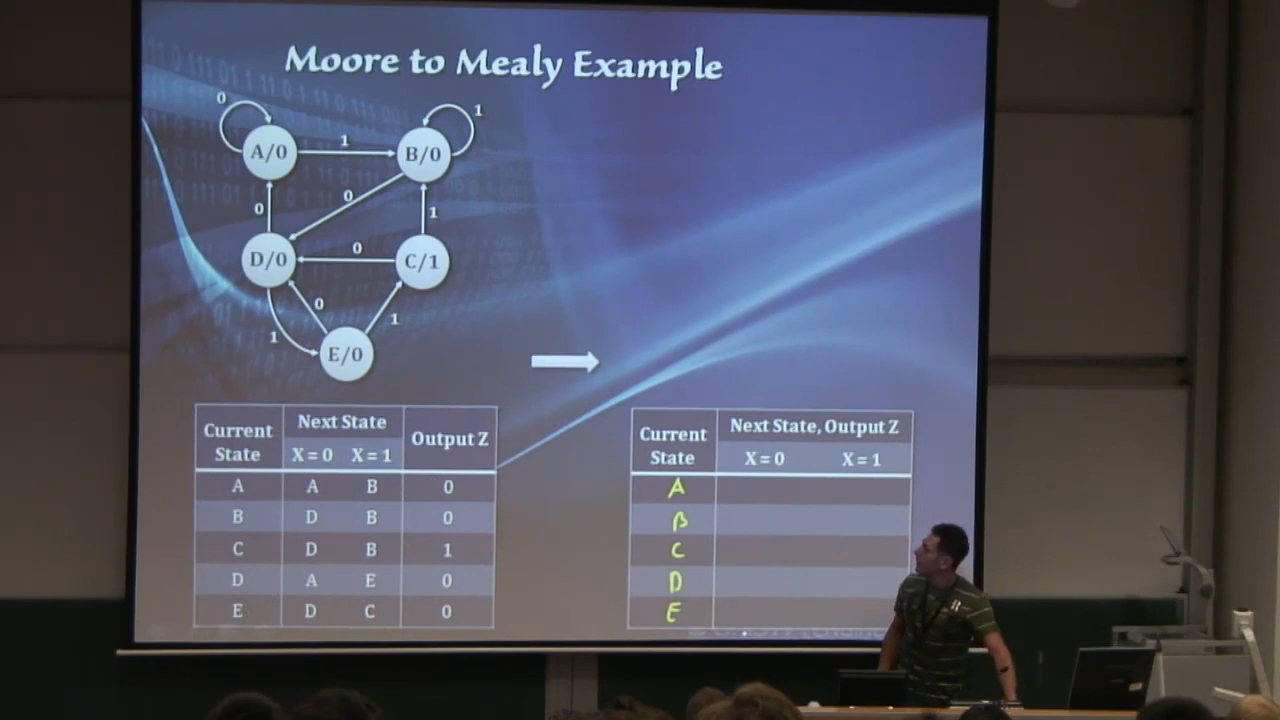 Moore to Mealy Example
0
1
A/0
1
B/0
0
0
1
D/0
0
C/1
0
1
1
E/0
Current State
Next State
Output Z
X = 0
X = 1
A A B 0
B D B 0
C D B 1
D A E 0
E D C 0
Current State
Next State, Output Z
X = 0
X = 1
A
B
C
D
E